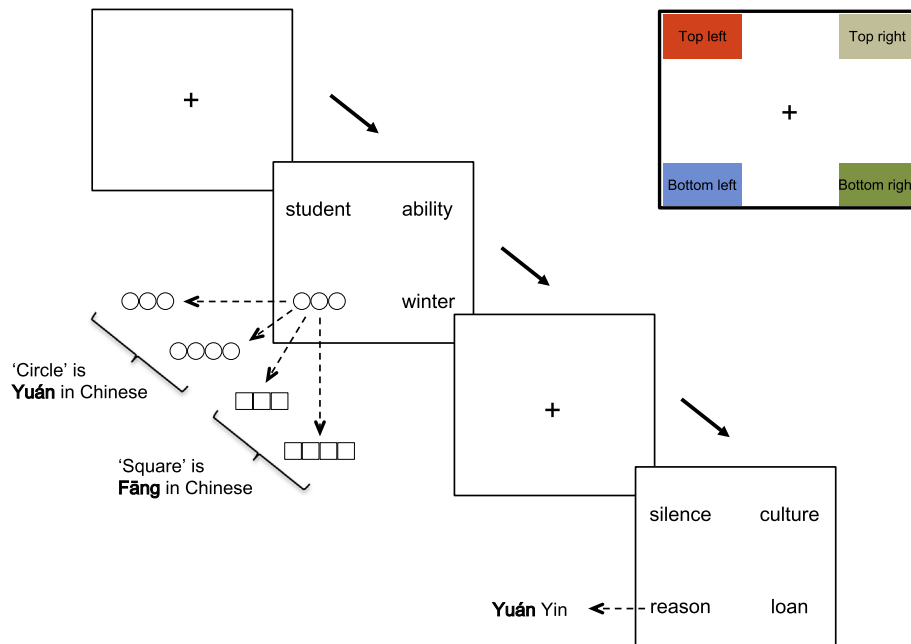 +
Top left Top right
+
Bottom left Bottom righ
student ability
winter
'Circle' is
Yuán in Chinese
'Square' is
Fāng in Chinese
+
silence culture
Yuán Yin reason loan